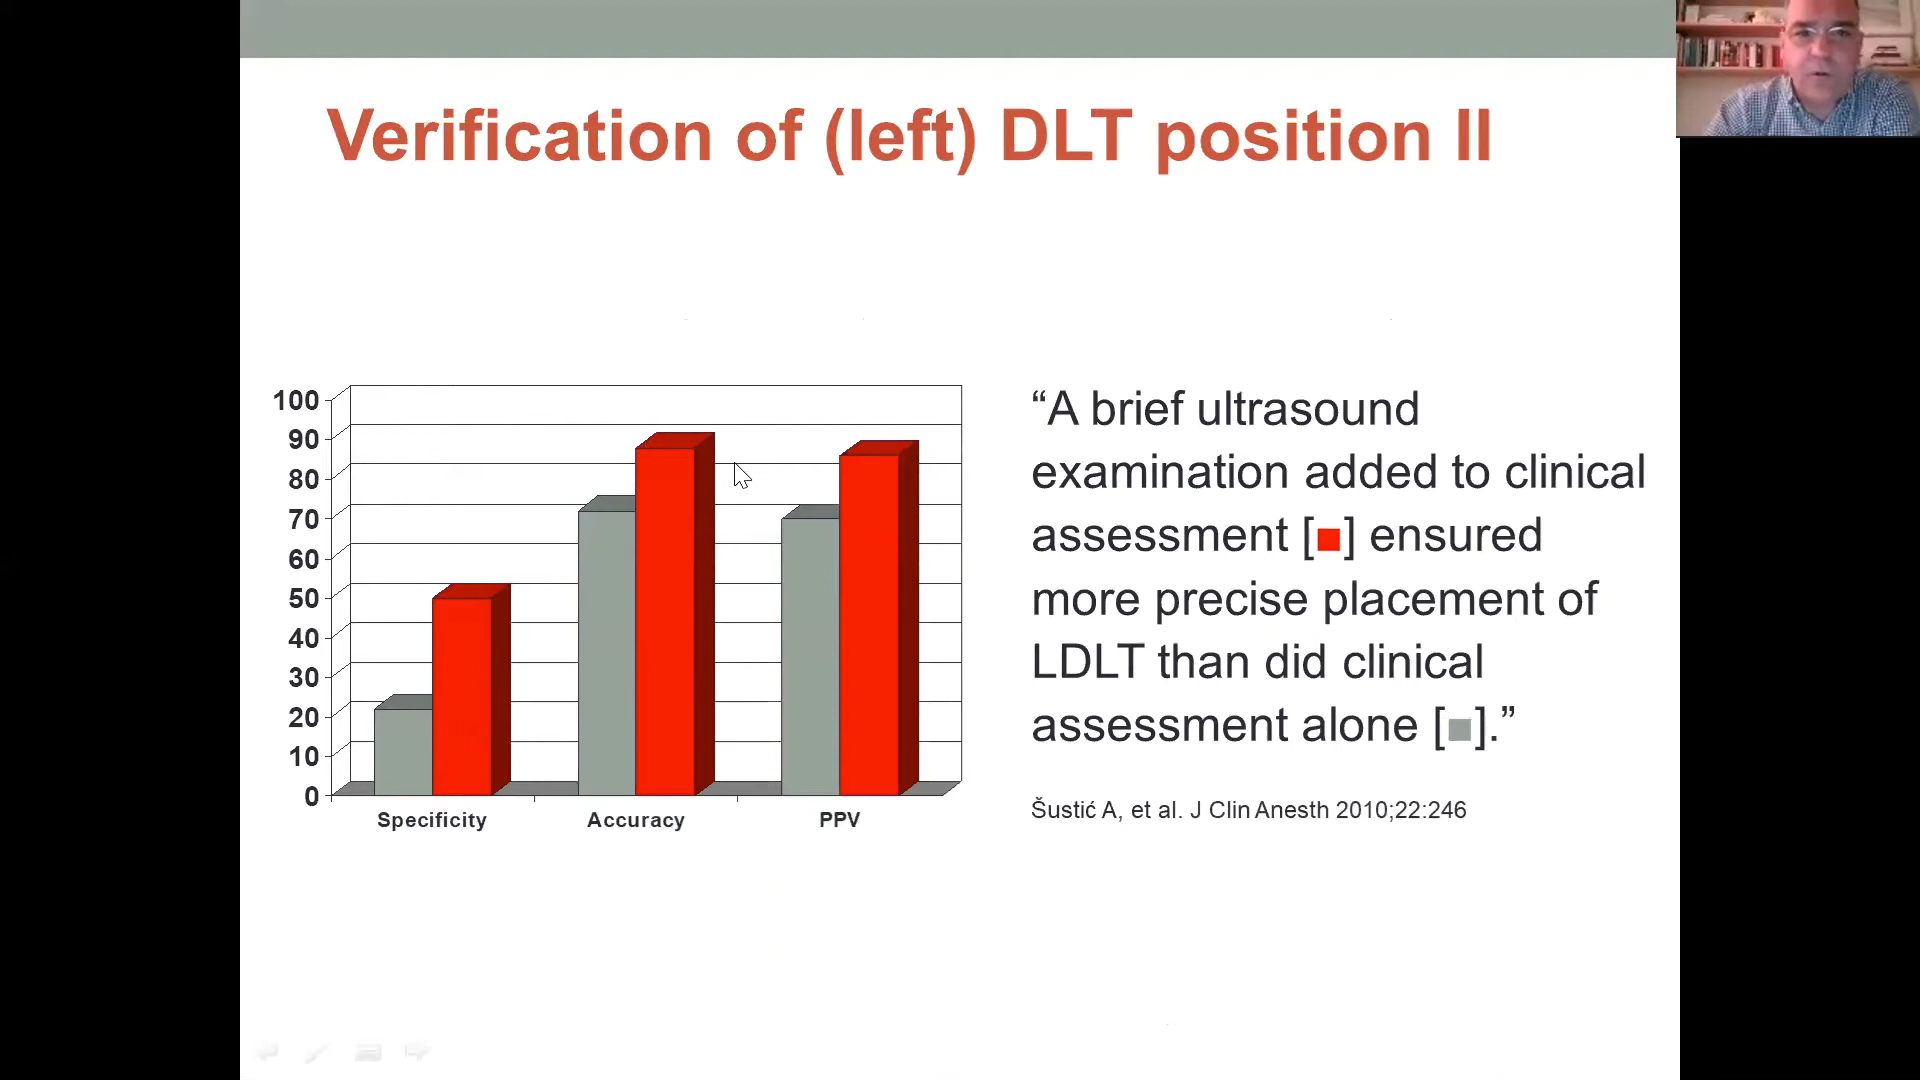 Verification of (left) DLT position II
100
90
80
70
60
50
40
30
20
10
0
Specificity
Accuracy
PPV
“A brief ultrasound
examination added to clinical
assessment [■] ensured
more precise placement of
LDLT than did clinical
assessment alone [■].”
Šustić A, et al. J Clin Anesth 2010;22:246